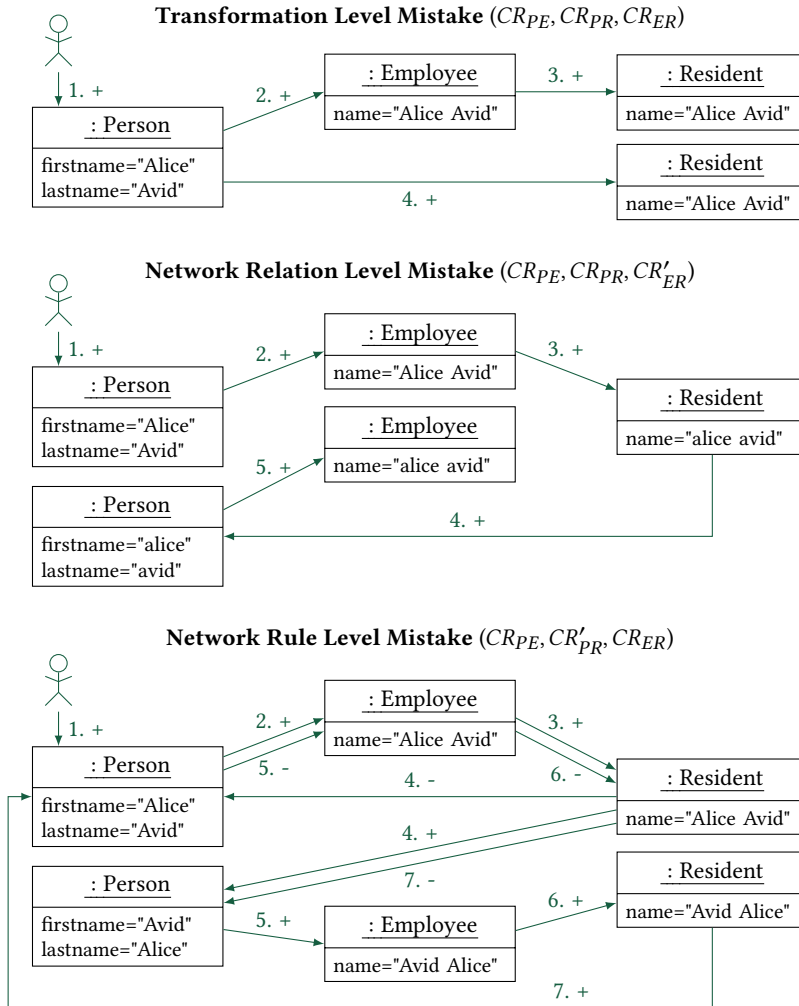 Transformation Level Mistake (CR_PE, CR_PR, CR_ER)
1. +
: Person
firstname="Alice"
lastname="Avid"
2. +
: Employee
name="Alice Avid"
3. +
: Resident
name="Alice Avid"
4. +
: Resident
name="Alice Avid"
Network Relation Level Mistake (CR_PE, CR_PR, CR′_ER)
1. +
: Person
firstname="Alice"
lastname="Avid"
2. +
: Employee
name="Alice Avid"
3. +
: Resident
name="alice avid"
4. +
: Person
firstname="alice"
lastname="avid"
5. +
: Employee
name="alice avid"
Network Rule Level Mistake (CR_PE, CR′_PR, CR_ER)
1. +
: Person
firstname="Alice"
lastname="Avid"
2. +
5. -
: Employee
name="Alice Avid"
3. +
6. -
: Resident
name="Alice Avid"
4. -
4. +
7. -
: Person
firstname="Avid"
lastname="Alice"
5. +
: Employee
name="Avid Alice"
6. +
: Resident
name="Avid Alice"
7. +